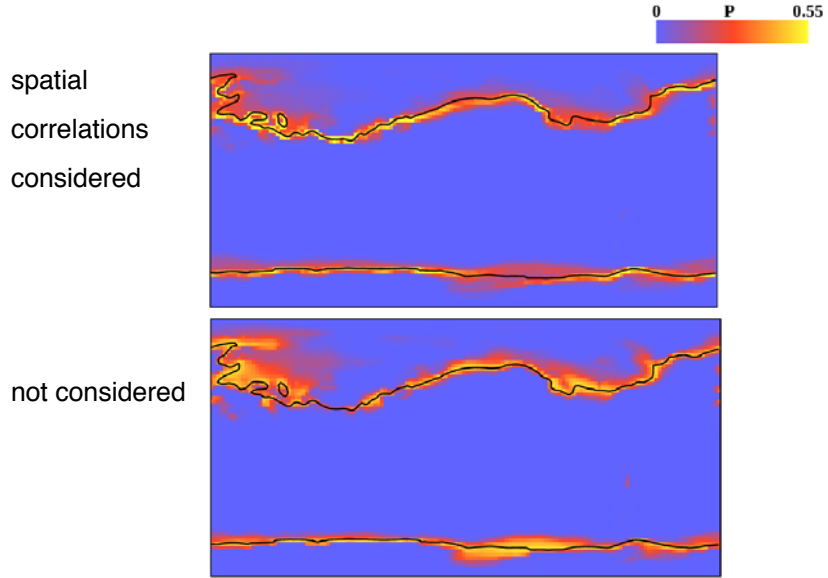 0 P 0.55
spatial
correlations
considered
not considered